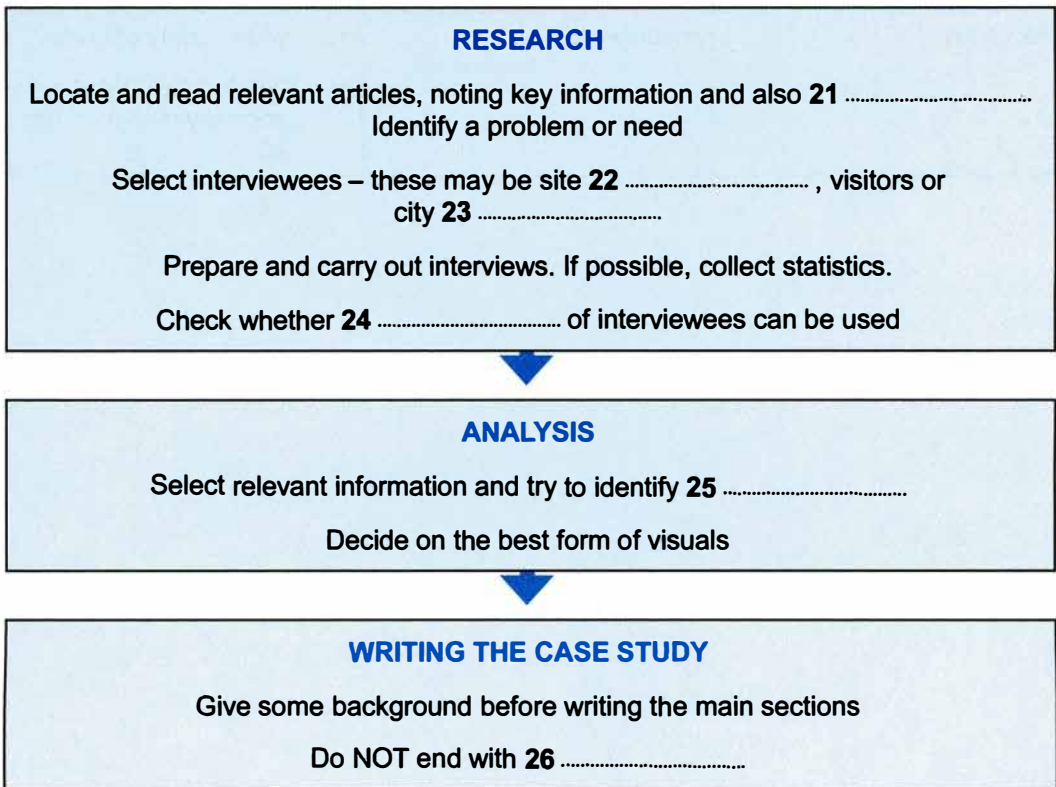 RESEARCH
Locate and read relevant articles, noting key information and also 21 ....................................
Identify a problem or need
Select interviewees – these may be site 22 .................................... , visitors or
city 23 ....................................
Prepare and carry out interviews. If possible, collect statistics.
Check whether 24 .................................... of interviewees can be used
ANALYSIS
Select relevant information and try to identify 25 ....................................
Decide on the best form of visuals
WRITING THE CASE STUDY
Give some background before writing the main sections
Do NOT end with 26 ....................................